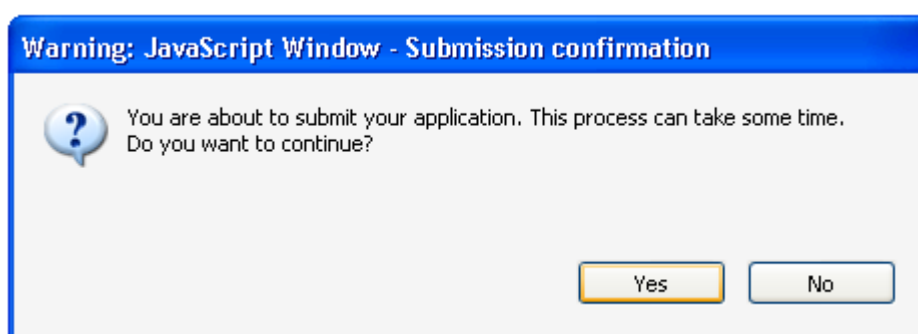 Warning: JavaScript Window - Submission confirmation
You are about to submit your application. This process can take some time.
Do you want to continue?
Yes No